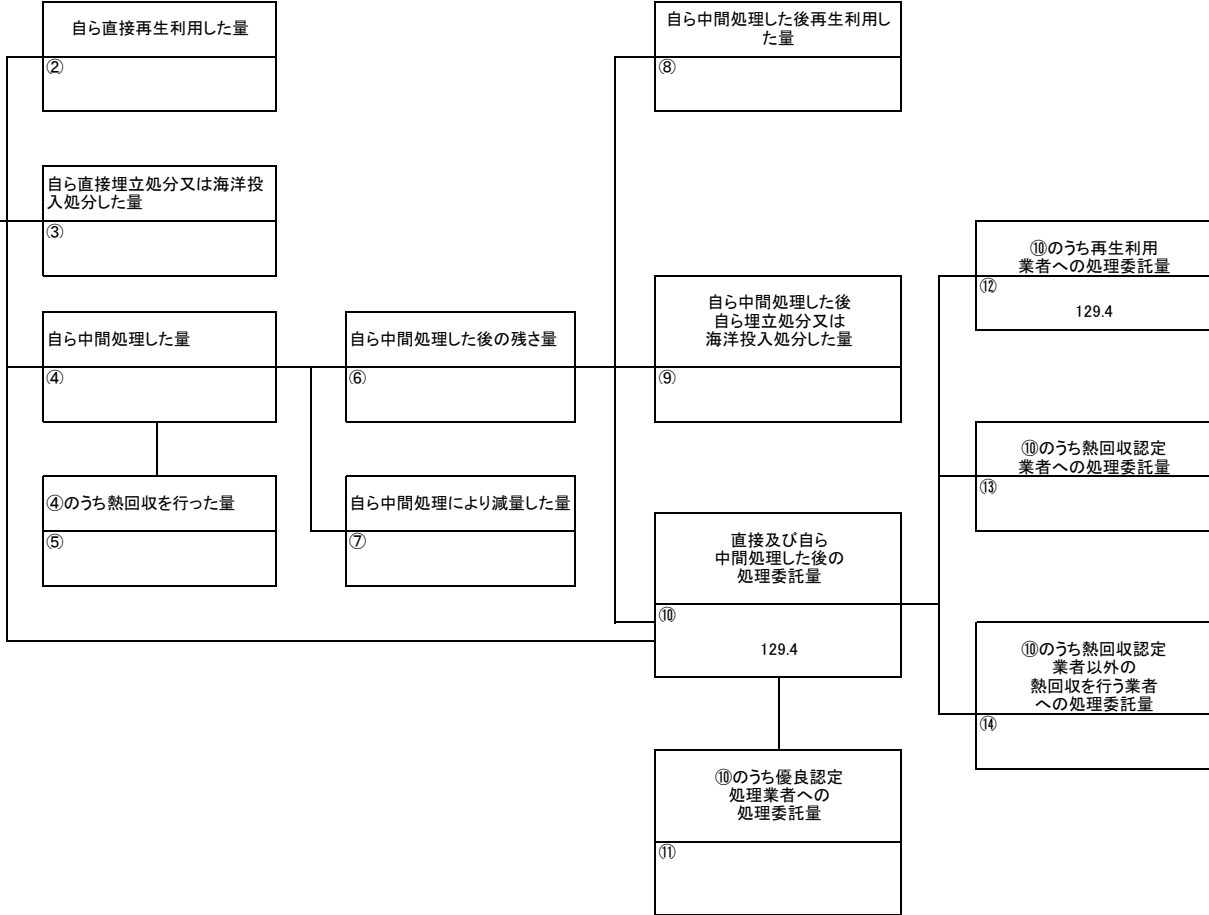 自ら直接再生利用した量
②
自ら中間処理した後再生利用し
た量
⑧
自ら直接埋立処分又は海洋投
入処分した量
③
⑩のうち再生利用
業者への処理委託量
⑫
129.4
自ら中間処理した量
④
自ら中間処理した後の残さ量
⑥
自ら中間処理した後
自ら埋立処分又は
海洋投入処分した量
⑨
⑩のうち熱回収認定
業者への処理委託量
⑬
④のうち熱回収を行った量
⑤
自ら中間処理により減量した量
⑦
直接及び自ら
中間処理した後の
処理委託量
⑩
129.4
⑩のうち熱回収認定
業者以外の
熱回収を行う業者
への処理委託量
⑭
⑩のうち優良認定
処理業者への
処理委託量
⑪